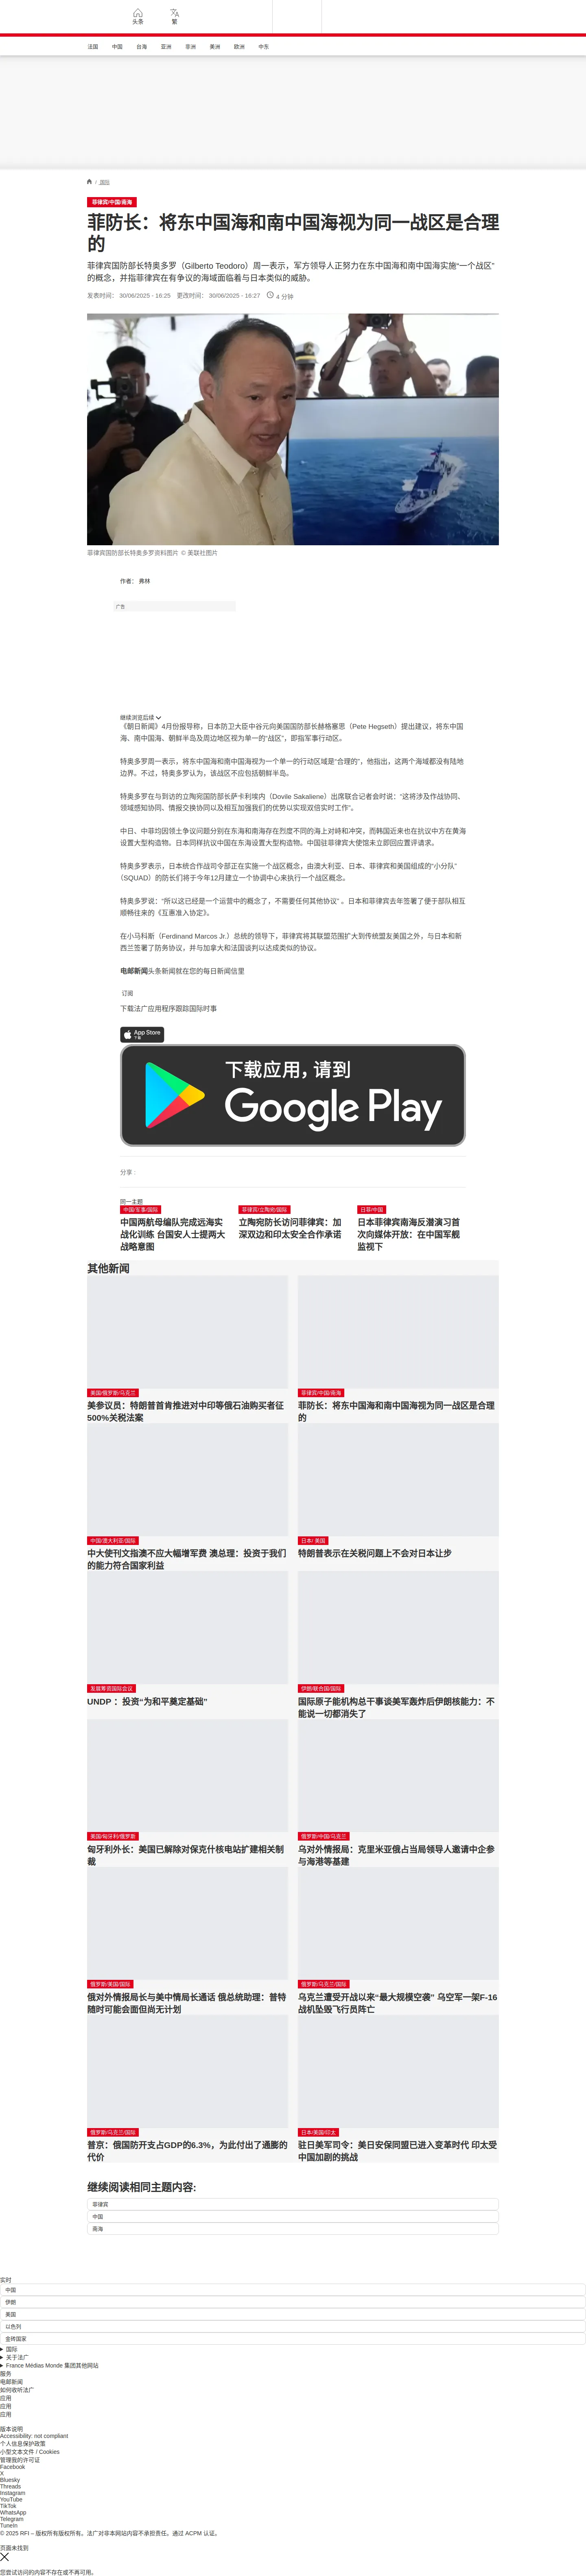 头条
繁
法国
中国
台海
亚洲
非洲
美洲
欧洲
中东
/ 国际
菲律宾/中国/南海
菲防长：将东中国海和南中国海视为同一战区是合理
的
菲律宾国防部长特奥多罗（Gilberto Teodoro）周一表示，军方领导人正努力在东中国海和南中国海实施“一个战区”
的概念，并指菲律宾在有争议的海域面临着与日本类似的威胁。
发表时间： 30/06/2025 - 16:25 更改时间： 30/06/2025 - 16:27 4 分钟
菲律宾国防部长特奥多罗资料图片 © 美联社图片
作者： 弗林
广告
继续浏览后续
《朝日新闻》4月份报导称，日本防卫大臣中谷元向美国国防部长赫格塞思（Pete Hegseth）提出建议，将东中国
海、南中国海、朝鲜半岛及周边地区视为单一的“战区”，即指军事行动区。
特奥多罗周一表示，将东中国海和南中国海视为一个单一的行动区域是“合理的”，他指出，这两个海域都没有陆地
边界。不过，特奥多罗认为，该战区不应包括朝鲜半岛。
特奥多罗在与到访的立陶宛国防部长萨卡利埃内（Dovile Sakaliene）出席联合记者会时说：“这将涉及作战协同、
领域感知协同、情报交换协同以及相互加强我们的优势以实现双倍实时工作”。
中日、中菲均因领土争议问题分别在东海和南海存在烈度不同的海上对峙和冲突，而韩国近来也在抗议中方在黄海
设置大型构造物。日本同样抗议中国在东海设置大型构造物。中国驻菲律宾大使馆未立即回应置评请求。
特奥多罗表示，日本统合作战司令部正在实施一个战区概念，由澳大利亚、日本、菲律宾和美国组成的“小分队”
（SQUAD）的防长们将于今年12月建立一个协调中心来执行一个战区概念。
特奥多罗说：“所以这已经是一个运营中的概念了，不需要任何其他协议” 。日本和菲律宾去年签署了便于部队相互
顺畅往来的《互惠准入协定》。
在小马科斯（Ferdinand Marcos Jr.）总统的领导下，菲律宾将其联盟范围扩大到传统盟友美国之外，与日本和新
西兰签署了防务协议，并与加拿大和法国谈判以达成类似的协议。
电邮新闻头条新闻就在您的每日新闻信里
订阅
下载法广应用程序跟踪国际时事
App Store
下载
下载应用，请到
Google Play
分享 :
同一主题
中国/军事/国际
中国两航母编队完成远海实
战化训练 台国安人士提两大
战略意图
菲律宾/立陶宛/国际
立陶宛防长访问菲律宾：加
深双边和印太安全合作承诺
日菲/中国
日本菲律宾南海反潜演习首
次向媒体开放：在中国军舰
监视下
其他新闻
美国/俄罗斯/乌克兰
美参议员：特朗普首肯推进对中印等俄石油购买者征
500%关税法案
菲律宾/中国/南海
菲防长：将东中国海和南中国海视为同一战区是合理
的
中国/澳大利亚/国际
中大使刊文指澳不应大幅增军费 澳总理：投资于我们
的能力符合国家利益
日本/ 美国
特朗普表示在关税问题上不会对日本让步
发展筹资国际会议
UNDP ：投资“为和平奠定基础”
伊朗/联合国/国际
国际原子能机构总干事谈美军轰炸后伊朗核能力：不
能说一切都消失了
美国/匈牙利/俄罗斯
匈牙利外长：美国已解除对保克什核电站扩建相关制
裁
俄罗斯/中国/乌克兰
乌对外情报局：克里米亚俄占当局领导人邀请中企参
与海港等基建
俄罗斯/美国/国际
俄对外情报局长与美中情局长通话 俄总统助理：普特
随时可能会面但尚无计划
俄罗斯/乌克兰/国际
乌克兰遭受开战以来“最大规模空袭” 乌空军一架F-16
战机坠毁飞行员阵亡
俄罗斯/乌克兰/国际
普京：俄国防开支占GDP的6.3%，为此付出了通膨的
代价
日本/美国/印太
驻日美军司令：美日安保同盟已进入变革时代 印太受
中国加剧的挑战
继续阅读相同主题内容:
菲律宾
中国
南海
实时
中国
伊朗
美国
以色列
金砖国家
国际
关于法广
France Médias Monde 集团其他网站
服务
电邮新闻
如何收听法广
应用
应用
应用
版本说明
Accessibility: not compliant
个人信息保护政策
小型文本文件 / Cookies
管理我的许可证
Facebook
X
Bluesky
Threads
Instagram
YouTube
TikTok
WhatsApp
Telegram
TuneIn
© 2025 RFI – 版权所有版权所有。法广对非本网站内容不承担责任。通过 ACPM 认证。
页面未找到
您尝试访问的内容不存在或不再可用。